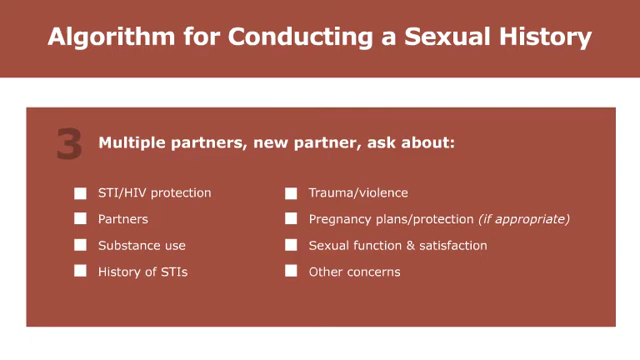 Algorithm for Conducting a Sexual History
3 Multiple partners, new partner, ask about:
STI/HIV protection
Partners
Substance use
History of STIs
Trauma/violence
Pregnancy plans/protection (if appropriate)
Sexual function & satisfaction
Other concerns